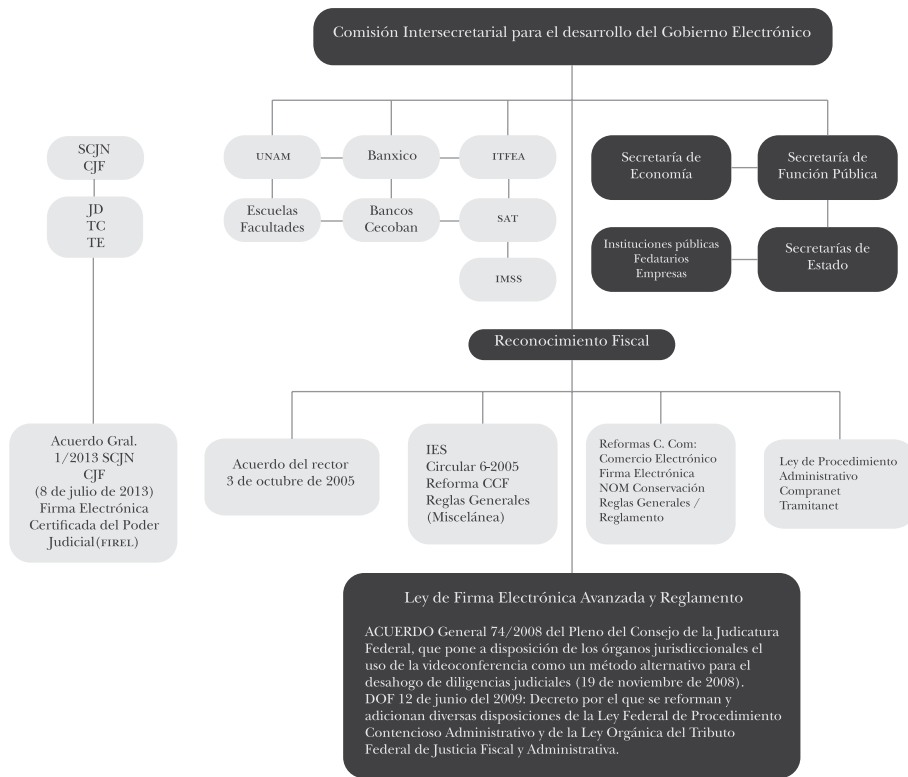 Comisión Intersecretarial para el desarrollo del Gobierno Electrónico
SCJN
CJF
JD
TC
TE
UNAM
Banxico
ITFEA
Escuelas
Facultades
Bancos
Cecoban
SAT
IMSS
Secretaría de
Economía
Secretaría de
Función Pública
Instituciones públicas
Fedatarios
Empresas
Secretarías de
Estado
Reconocimiento Fiscal
Acuerdo Gral.
1/2013 SCJN
CJF
(8 de julio de 2013)
Firma Electrónica
Certificada del Poder
Judicial(FIREL)
Acuerdo del rector
3 de octubre de 2005
IES
Circular 6-2005
Reforma CCF
Reglas Generales
(Miscelánea)
Reformas C. Com:
Comercio Electrónico
Firma Electrónica
NOM Conservación
Reglas Generales /
Reglamento
Ley de Procedimiento
Administrativo
Compranet
Tramitanet
Ley de Firma Electrónica Avanzada y Reglamento
ACUERDO General 74/2008 del Pleno del Consejo de la Judicatura
Federal, que pone a disposición de los órganos jurisdiccionales el
uso de la videoconferencia como un método alternativo para el
desahogo de diligencias judiciales (19 de noviembre de 2008).
DOF 12 de junio del 2009: Decreto por el que se reforman y
adicionan diversas disposiciones de la Ley Federal de Procedimiento
Contencioso Administrativo y de la Ley Orgánica del Tributo
Federal de Justicia Fiscal y Administrativa.